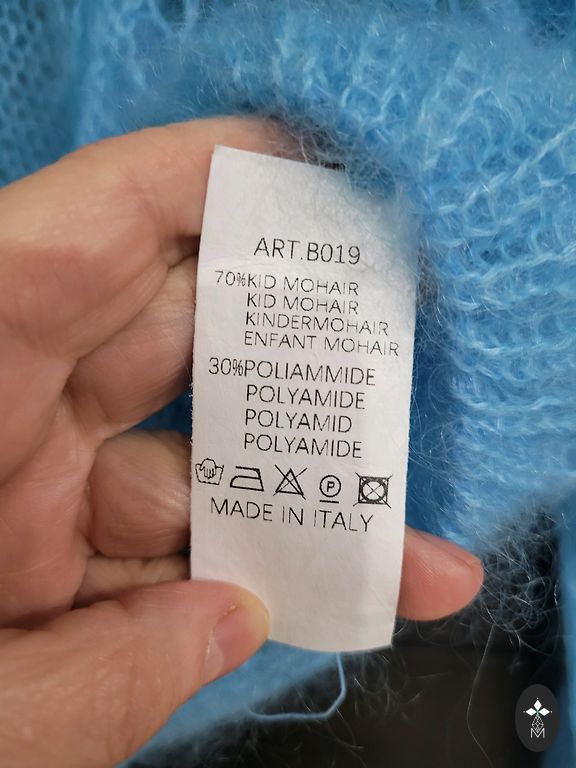 ART.B019
70%KID MOHAIR
KID MOHAIR
KINDERMOHAIR
ENFANT MOHAIR
30%POLIAMMIDE
POLYAMIDE
POLYAMID
POLYAMIDE
P
MADE IN ITALY
M